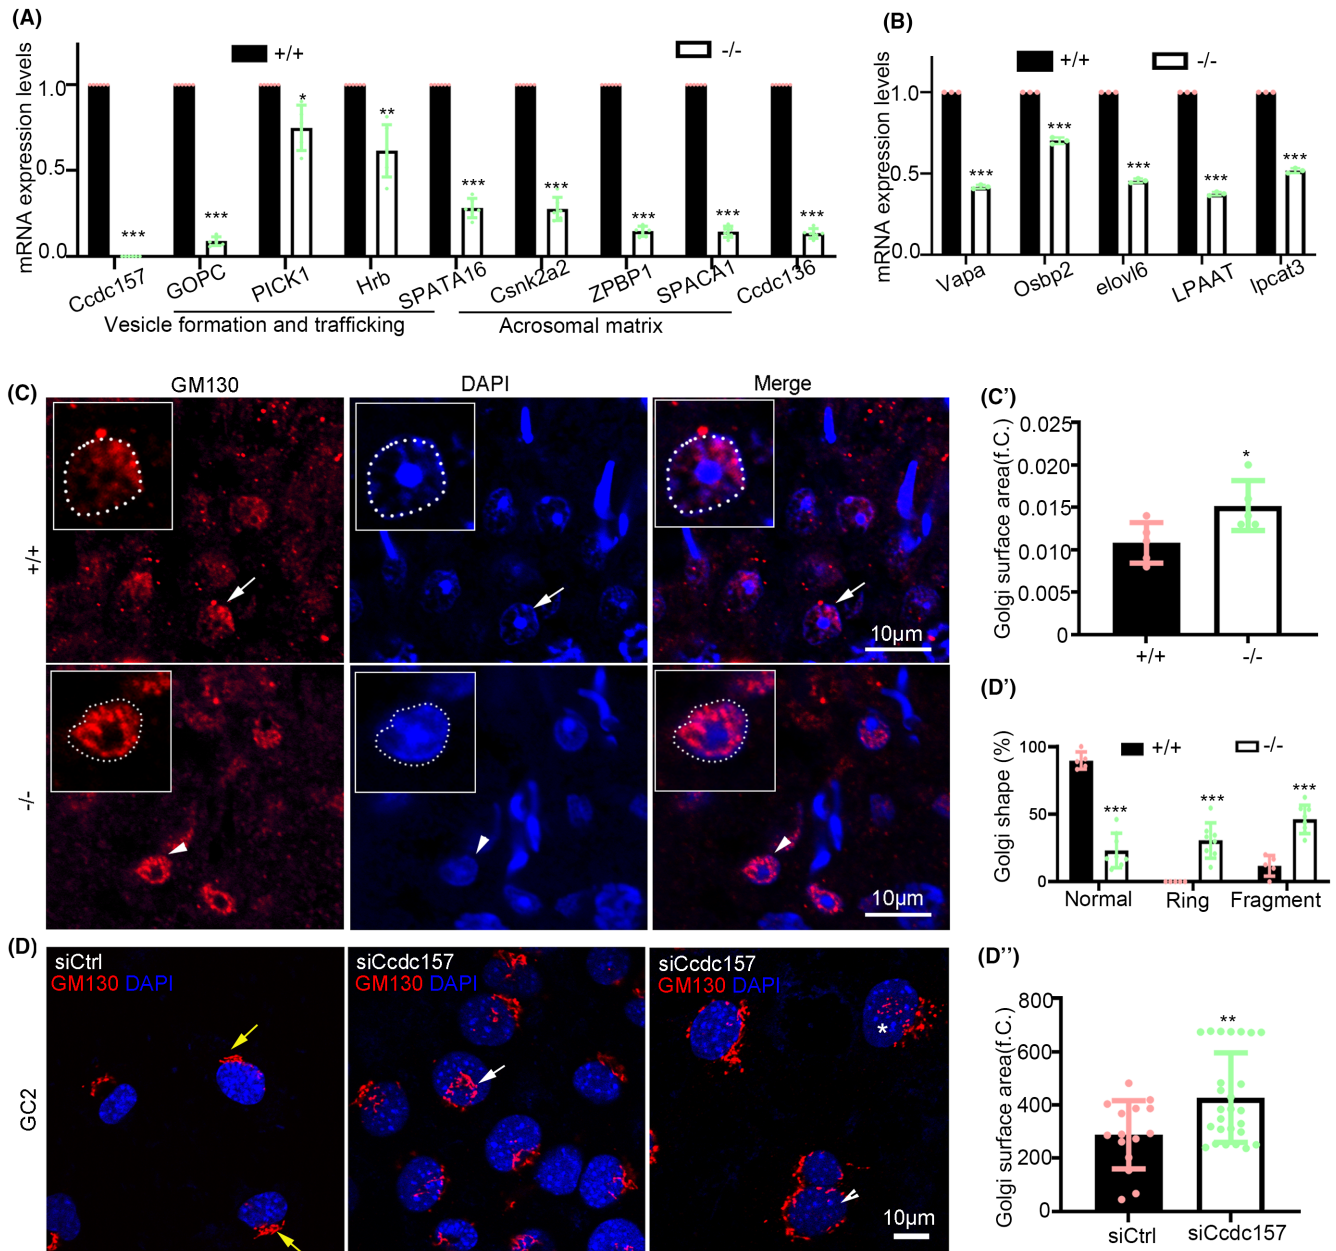 (A)
mRNA expression levels
+/+
-/-
1.0
0.5
0.0
***
***
*
**
***
***
***
***
***
Ccdc157
GOPC
PICK1
Hrb
SPATA16
Csnk2a2
ZPBP1
SPACA1
Ccdc136
Vesicle formation and trafficking
Acrosomal matrix
(B)
mRNA expression levels
+/+
-/-
1.0
0.5
0.0
***
***
***
***
***
Vapa
Osbp2
elovl6
LPAAT
lpcat3
(C)
GM130
DAPI
Merge
+/+
10µm
-/-
10µm
(C')
Golgi surface area(f.C.)
0.025
0.020
0.015
0.010
0.005
0
*
+/+
-/-
(D')
Golgi shape (%)
100
50
0
+/+
-/-
***
***
***
Normal
Ring
Fragment
(D)
GC2
siCtrl
GM130 DAPI
siCcdc157
GM130 DAPI
siCcdc157
GM130 DAPI
*
10µm
(D'')
Golgi surface area(f.C.)
800
600
400
200
0
**
siCtrl
siCcdc157